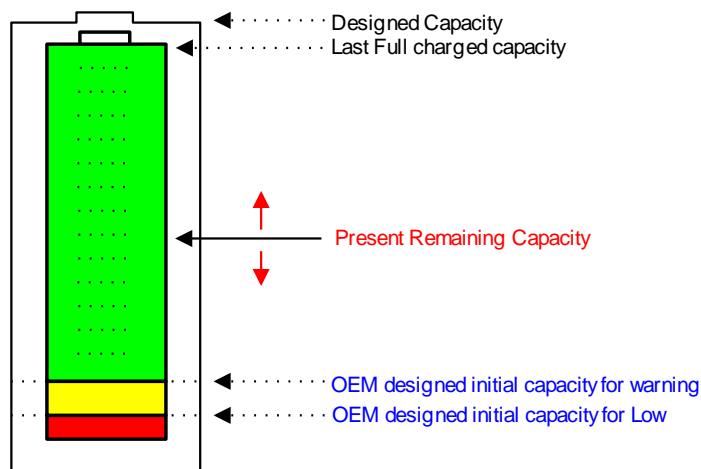 Designed Capacity
Last Full charged capacity
Present Remaining Capacity
OEM designed initial capacity for warning
OEM designed initial capacity for Low